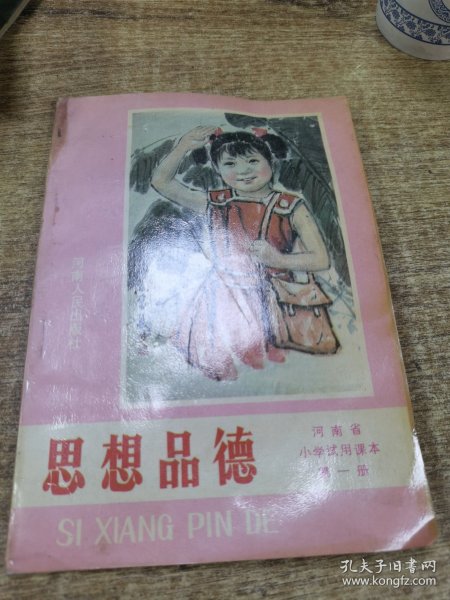 河南人民出版社
思想品德
河南省
小学试用课本
第一册
SI XIANG PIN DE
孔夫子旧书网
www.kongfz.com